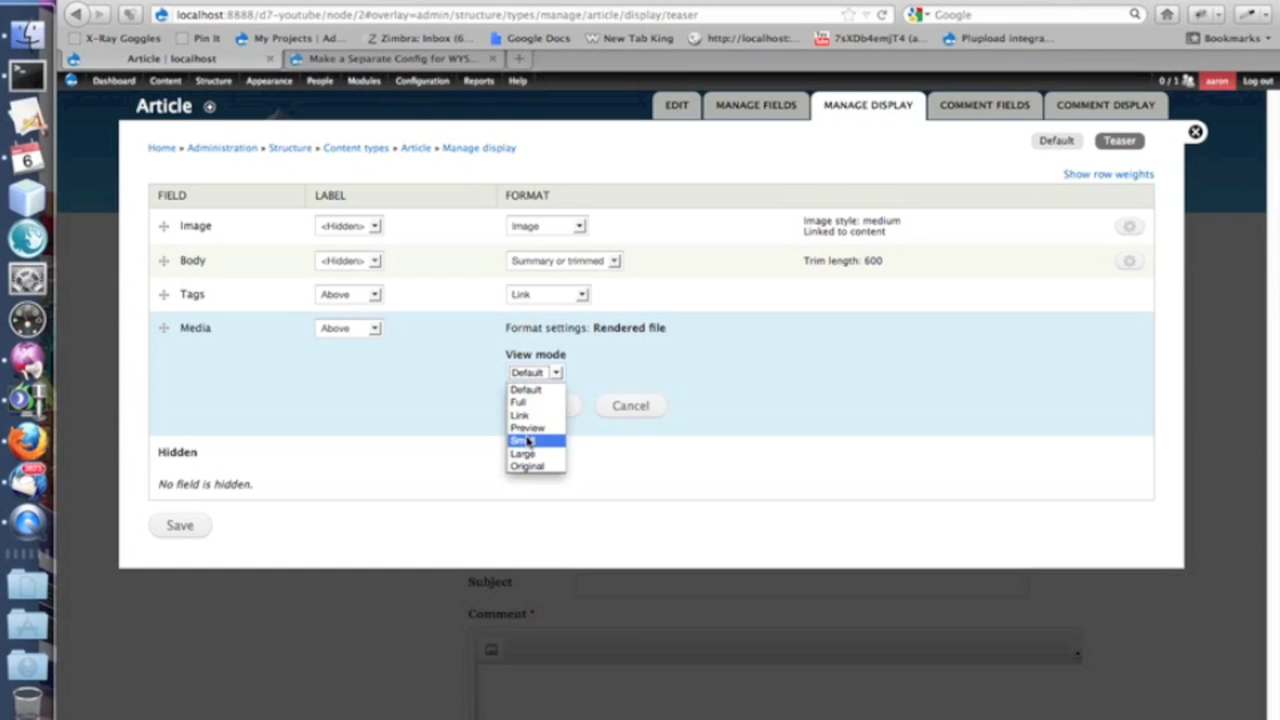 localhost:8888/d7-youtube/node/2#overlay=admin/structure/types/manage/article/display/teaser
Google
X-Ray Goggles
Pin It
My Projects | Ad...
Zimbra: Inbox (6...
Google Docs
New Tab King
http://localhost:...
7sXDb4emjT4 (a...
Plupload integra...
Bookmarks
Article | localhost
Make a Separate Config for WYS...
Dashboard Content Structure Appearance People Modules Configuration Reports Help
0 / 1
aaron
Log out
Article
EDIT
MANAGE FIELDS
MANAGE DISPLAY
COMMENT FIELDS
COMMENT DISPLAY
Home » Administration » Structure » Content types » Article » Manage display
Default
Teaser
Show row weights
FIELD LABEL FORMAT
Image <Hidden> Image
Image style: medium
Linked to content
Body <Hidden> Summary or trimmed Trim length: 600
Tags Above Link
Media Above Format settings: Rendered file
View mode
Default
Default
Full
Link
Preview
Large
Original
Cancel
Hidden
No field is hidden.
Save
Subject
Comment *
6